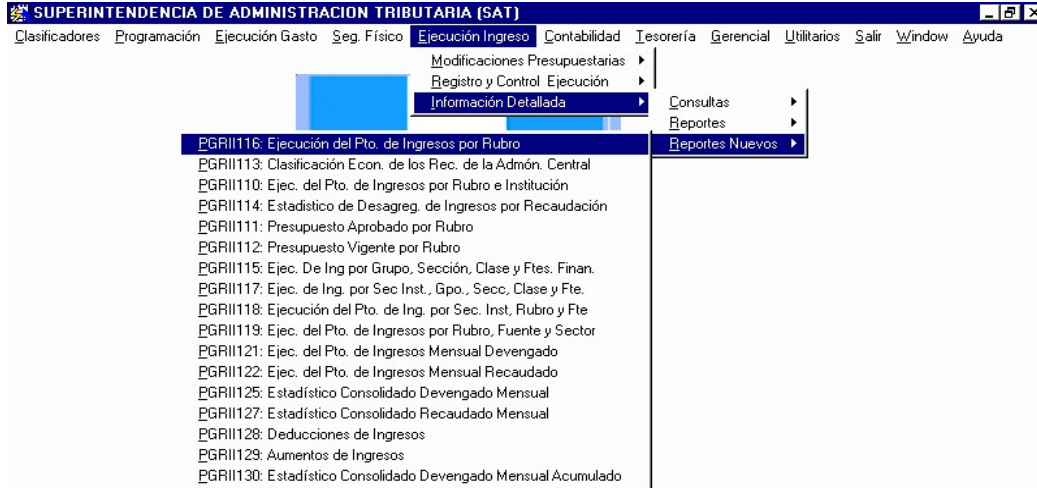 SUPERINTENDENCIA DE ADMINISTRACION TRIBUTARIA (SAT)
Clasificadores Programación Ejecución Gasto Seg. Físico Ejecución Ingreso Contabilidad Tesorería Gerencial Utilitarios Salir Window Ayuda
Modificaciones Presupuestarias
Registro y Control Ejecución
Información Detallada
Consultas
Reportes
Reportes Nuevos
PGRII116: Ejecución del Pto. de Ingresos por Rubro
PGRII113: Clasificación Econ. de los Rec. de la Admón. Central
PGRII110: Ejec. del Pto. de Ingresos por Rubro e Institución
PGRII114: Estadistico de Desagreg. de Ingresos por Recaudación
PGRII111: Presupuesto Aprobado por Rubro
PGRII112: Presupuesto Vigente por Rubro
PGRII115: Ejec. De Ing por Grupo, Sección, Clase y Ftes. Finan.
PGRII117: Ejec. de Ing. por Sec Inst., Gpo., Secc, Clase y Fte.
PGRII118: Ejecución del Pto. de Ing. por Sec. Inst, Rubro y Fte
PGRII119: Ejec. del Pto. de Ingresos por Rubro, Fuente y Sector
PGRII121: Ejec. del Pto. de Ingresos Mensual Devengado
PGRII122: Ejec. del Pto. de Ingresos Mensual Recaudado
PGRII125: Estadístico Consolidado Devengado Mensual
PGRII127: Estadístico Consolidado Recaudado Mensual
PGRII128: Deducciones de Ingresos
PGRII129: Aumentos de Ingresos
PGRII130: Estadístico Consolidado Devengado Mensual Acumulado